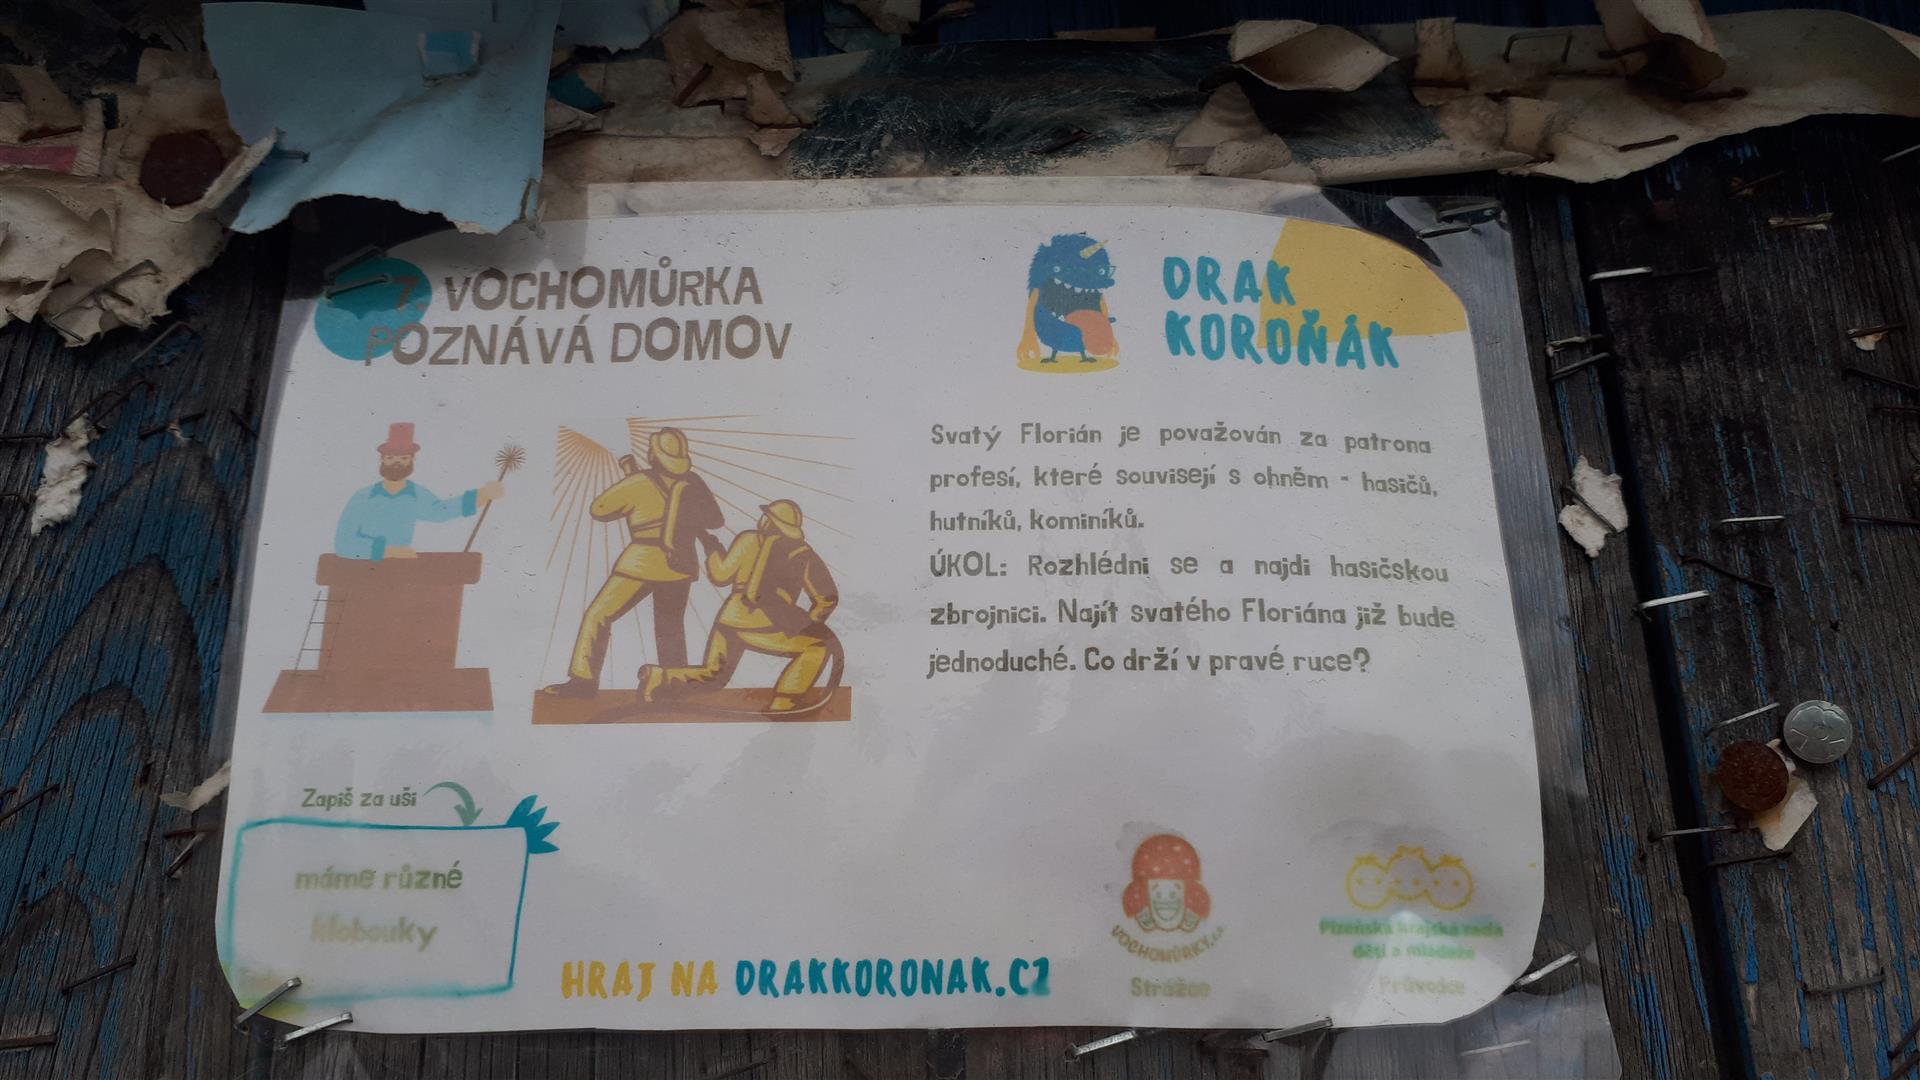 7. VOCHOMŮRKA
POZNÁVÁ DOMOV
DRAK
KOROŇÁK
Svatý Florián je považován za patrona
profesí, které souvisejí s ohněm - hasičů,
hutníků, kominíků.
ÚKOL: Rozhlédni se a najdi hasičskou
zbrojnici. Najít svatého Floriána již bude
jednoduché. Co drží v pravé ruce?
Zapiš za uši
máme různé
klobouky
HRAJ NA DRAKKORONAK.CZ
VOCHOMŮRKY.cz
Strážce
Plzeňská krajská rada
dětí a mládeže
Průvodce